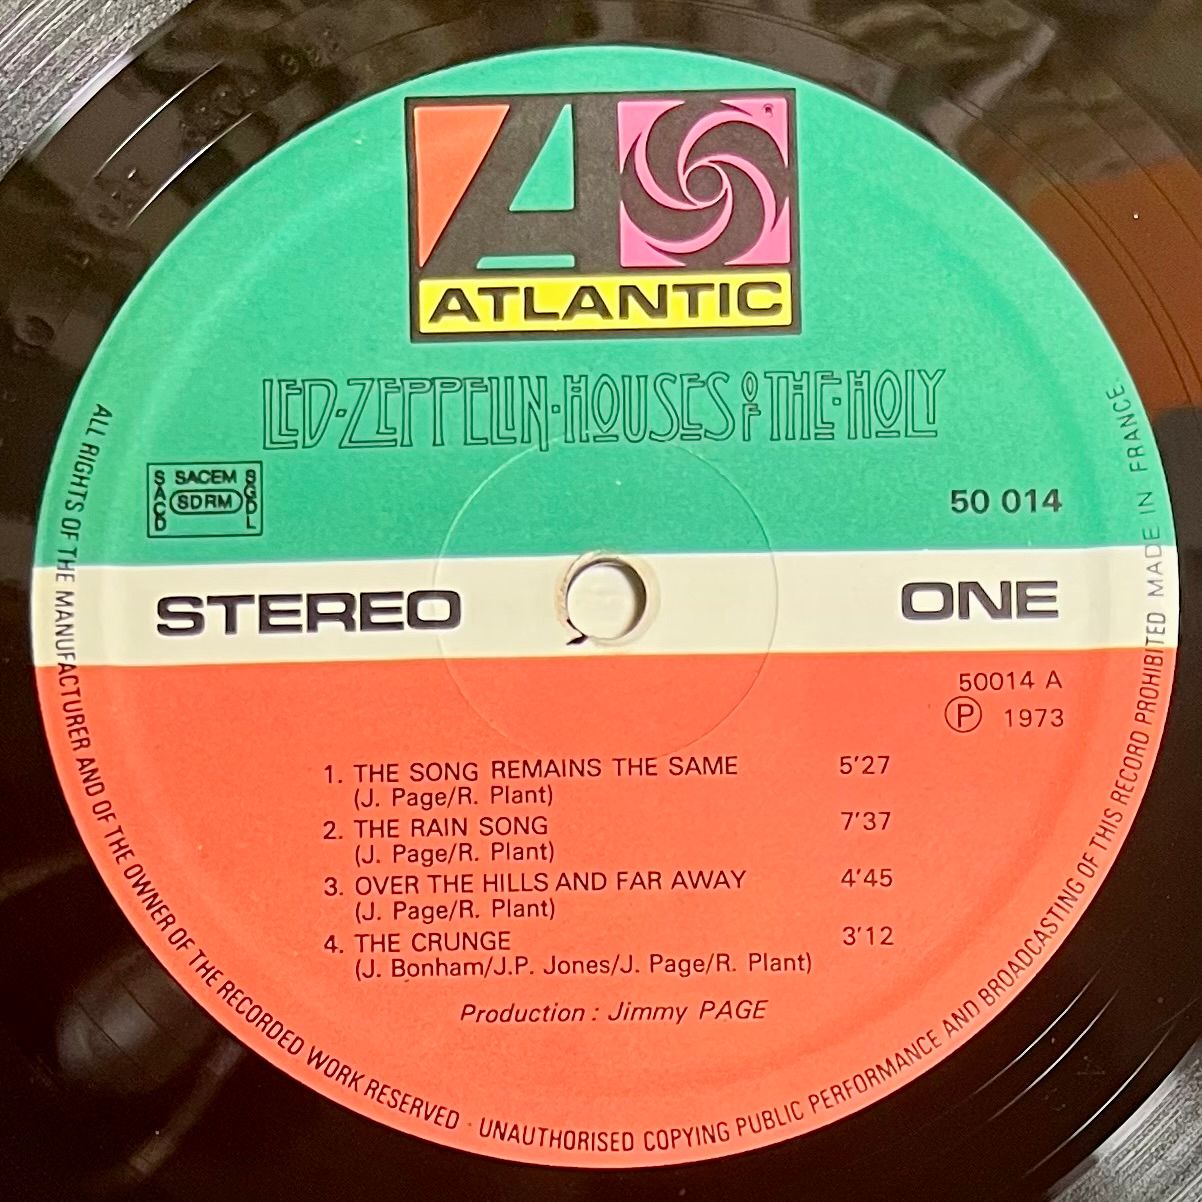 ATLANTIC
LED·ZEPPELIN·HOUSES OF THE·HOLY
SACD SACEM SDRM SGDL
50 014
STEREO
ONE
50014 A
Ⓟ 1973
1. THE SONG REMAINS THE SAME 5'27
(J. Page/R. Plant)
2. THE RAIN SONG 7'37
(J. Page/R. Plant)
3. OVER THE HILLS AND FAR AWAY 4'45
(J. Page/R. Plant)
4. THE CRUNGE 3'12
(J. Bonham/J.P. Jones/J. Page/R. Plant)
Production : Jimmy PAGE
ALL RIGHTS OF THE MANUFACTURER AND OF THE OWNER OF THE RECORDED WORK RESERVED · UNAUTHORISED COPYING PUBLIC PERFORMANCE AND BROADCASTING OF THIS RECORD PROHIBITED MADE IN FRANCE